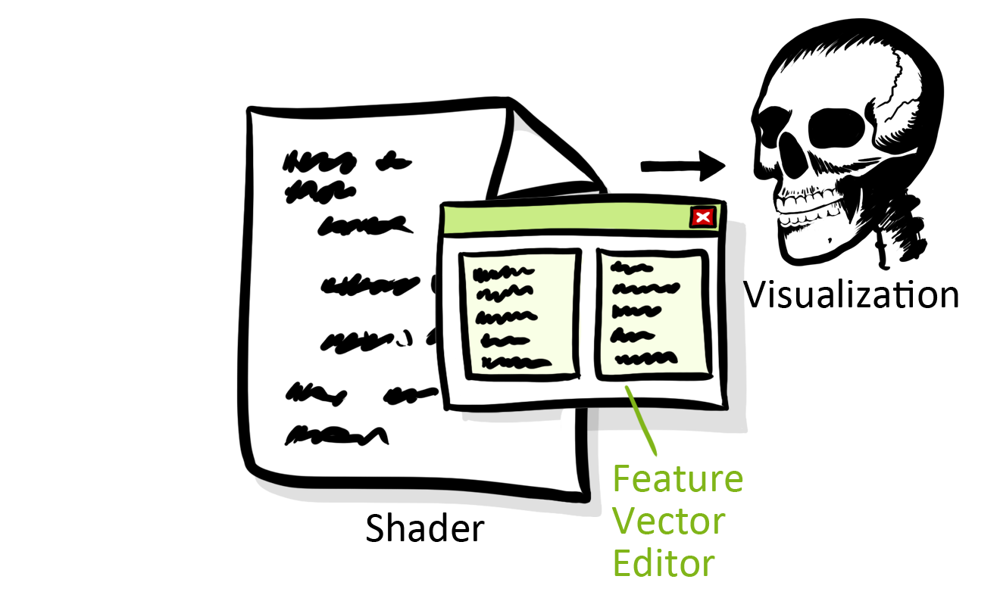 Visualization
Feature
Vector
Editor
Shader